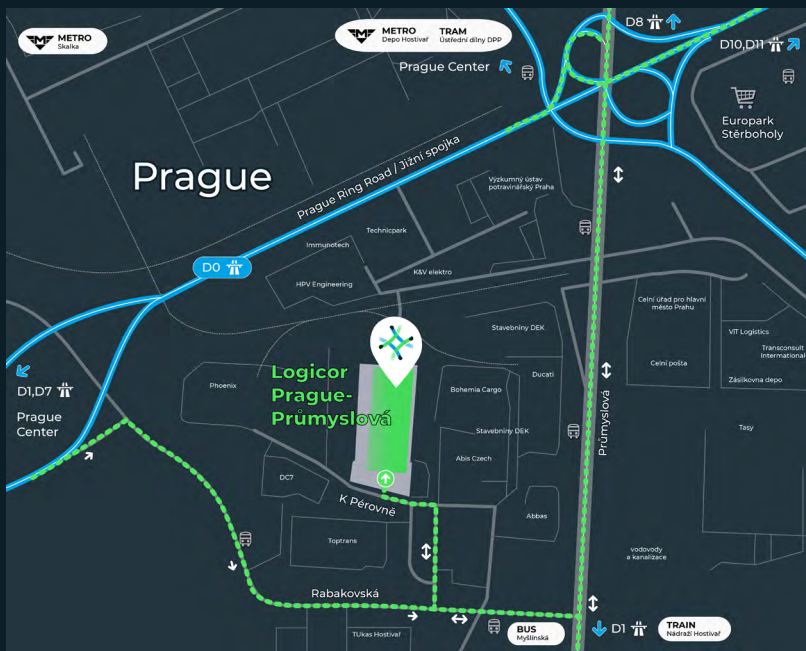 METRO
Skalka
METRO
Depo Hostivař
TRAM
Ústřední dílny DPP
D8
D10,D11
Prague Center
Europark
Stěrboholy
Prague
Prague Ring Road / Jižní spojka
Výzkumný ústav
potravinářský Praha
Technicpark
Immunotech
D0
K&V elektro
HPV Engineering
Celní úřad pro hlavní
město Prahu
Stavebniny DEK
VIT Logistics
Transconsult
International
Celní pošta
Zásilkovna depo
Logicor
Prague-
Průmyslová
Phoenix
Ducati
Bohemia Cargo
D1,D7
Prague
Center
Průmyslová
Stavebniny DEK
Tasy
Abis Czech
DC7
K Pérovně
Abbas
Toptrans
vodovody
a kanalizace
Rabakovská
TUkas Hostivař
BUS
Myšlínská
D1
TRAIN
Nádraží Hostivař